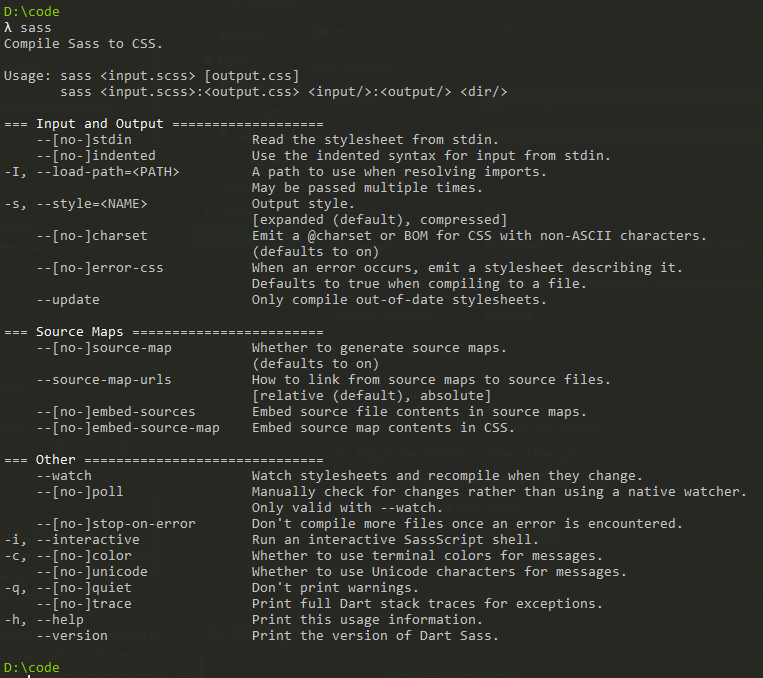 D:\code
λ sass
Compile Sass to CSS.
Usage: sass <input.scss> [output.css]
       sass <input.scss>:<output.css> <input/>:<output/> <dir/>
=== Input and Output ===================
    --[no-]stdin               Read the stylesheet from stdin.
    --[no-]indented            Use the indented syntax for input from stdin.
-I, --load-path=<PATH>         A path to use when resolving imports.
                               May be passed multiple times.
-s, --style=<NAME>             Output style.
                               [expanded (default), compressed]
    --[no-]charset             Emit a @charset or BOM for CSS with non-ASCII characters.
                               (defaults to on)
    --[no-]error-css           When an error occurs, emit a stylesheet describing it.
                               Defaults to true when compiling to a file.
    --update                   Only compile out-of-date stylesheets.
=== Source Maps ========================
    --[no-]source-map          Whether to generate source maps.
                               (defaults to on)
    --source-map-urls          How to link from source maps to source files.
                               [relative (default), absolute]
    --[no-]embed-sources       Embed source file contents in source maps.
    --[no-]embed-source-map    Embed source map contents in CSS.
=== Other ==============================
    --watch                    Watch stylesheets and recompile when they change.
    --[no-]poll                Manually check for changes rather than using a native watcher.
                               Only valid with --watch.
    --[no-]stop-on-error       Don't compile more files once an error is encountered.
-i, --interactive              Run an interactive SassScript shell.
-c, --[no-]color               Whether to use terminal colors for messages.
    --[no-]unicode             Whether to use Unicode characters for messages.
-q, --[no-]quiet               Don't print warnings.
    --[no-]trace               Print full Dart stack traces for exceptions.
-h, --help                     Print this usage information.
    --version                  Print the version of Dart Sass.
D:\code